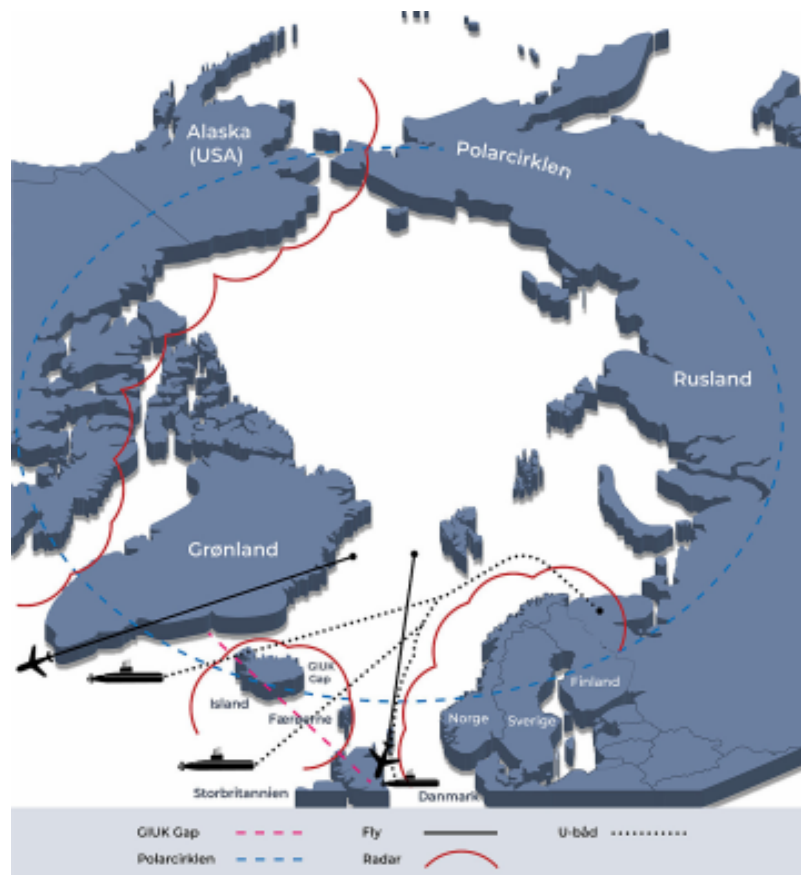 Alaska
(USA)
Polarcirklen
Rusland
Grønland
GIUK
Gap
Island
Færøerne
Finland
Norge
Sverige
Storbritannien
Danmark
GIUK Gap
Fly
U-båd
Polarcirklen
Radar